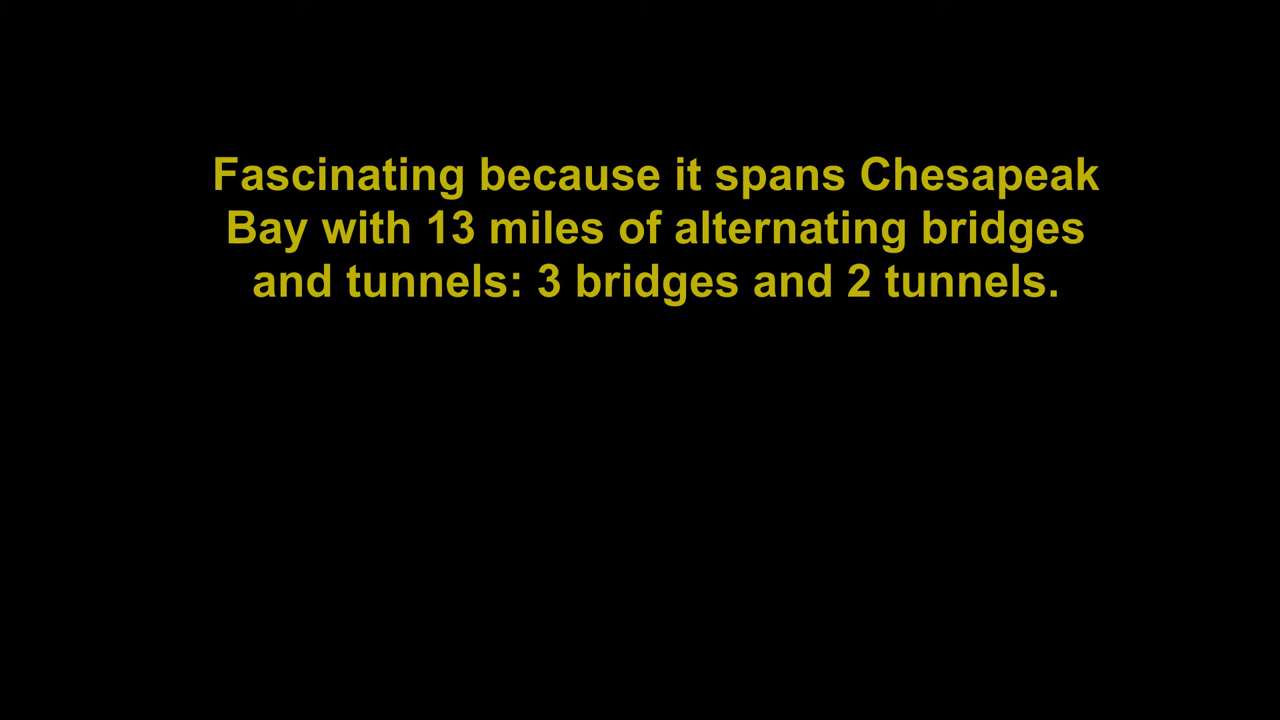 Fascinating because it spans Chesapeak
Bay with 13 miles of alternating bridges
and tunnels: 3 bridges and 2 tunnels.